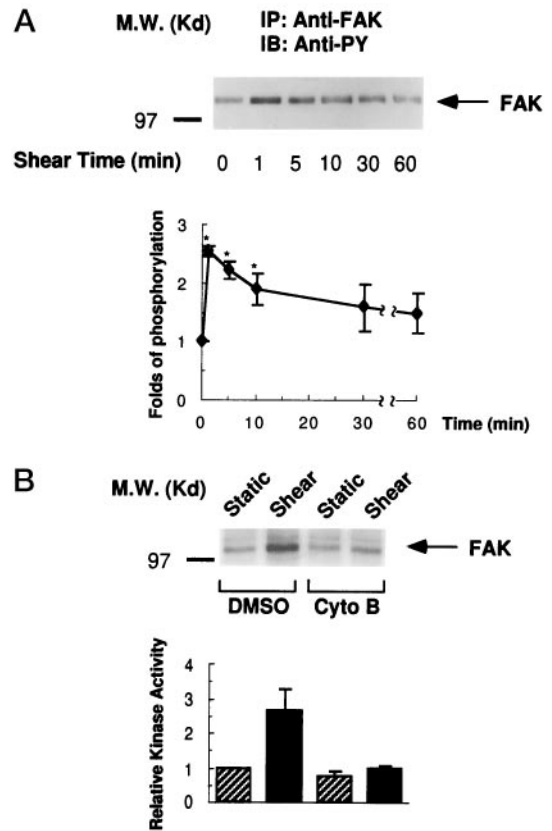 A
M.W. (Kd)
IP: Anti-FAK
IB: Anti-PY
97
FAK
Shear Time (min) 0 1 5 10 30 60
Folds of phosphorylation
3
2
1
0
* * *
0 10 20 30 60 Time (min)
B
M.W. (Kd)
Static Shear Static Shear
97
FAK
DMSO Cyto B
Relative Kinase Activity
4
3
2
1
0